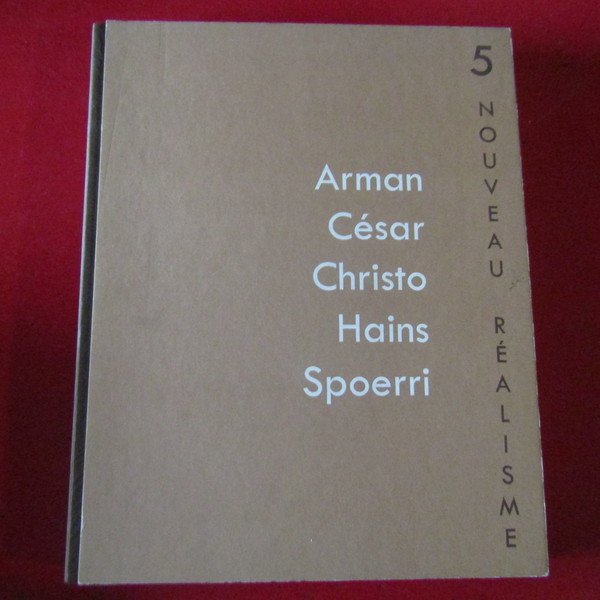 5 NOUVEAU RÉALISME
Arman
César
Christo
Hains
Spoerri